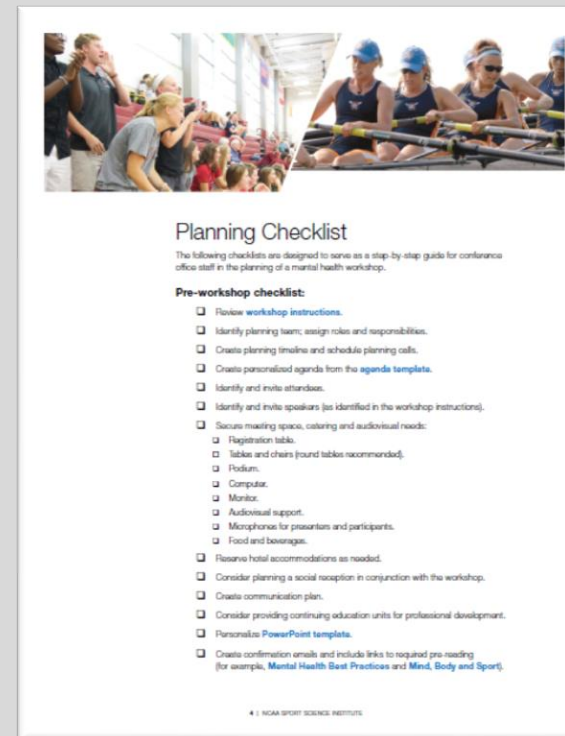 Planning Checklist
The following checklists are designed to serve as a step-by-step guide for conference
office staff in the planning of a mental health workshop.
Pre-workshop checklist:
Review workshop instructions.
Identify planning team; assign roles and responsibilities.
Create planning timeline and schedule planning calls.
Create personalized agenda from the agenda template.
Identify and invite attendees.
Identify and invite speakers (as identified in the workshop instructions).
Secure meeting space, catering and audiovisual needs:
Registration table.
Tables and chairs (round tables recommended).
Podium.
Computer.
Monitor.
Audiovisual support.
Microphones for presenters and participants.
Food and beverages.
Reserve hotel accommodations as needed.
Consider planning a social reception in conjunction with the workshop.
Create communication plan.
Consider providing continuing education units for professional development.
Personalize PowerPoint template.
Create confirmation emails and include links to required pre-reading
(for example, Mental Health Best Practices and Mind, Body and Sport).
4 | NCAA SPORT SCIENCE INSTITUTE